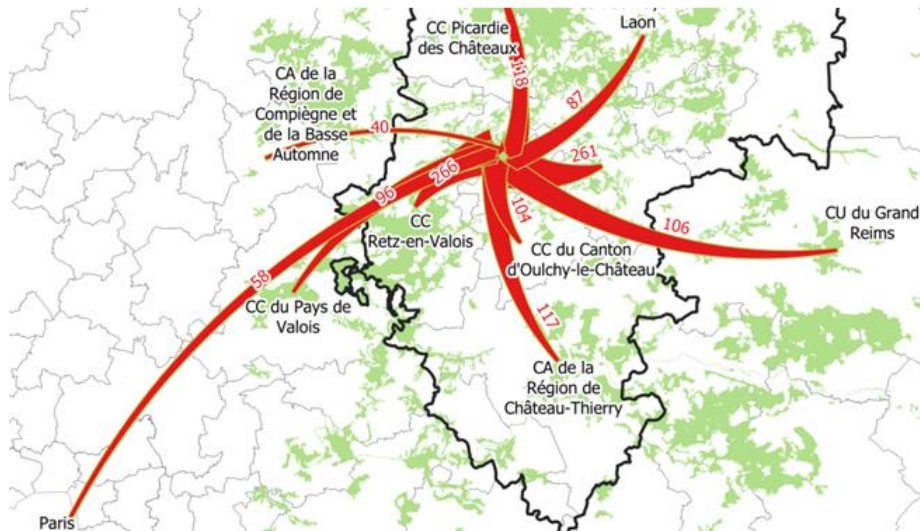 CC Picardie
des Châteaux
Laon
118
87
CA de la
Région de
Compiègne et
de la Basse
Automne
40
261
96
266
104
CC
Retz-en-Valois
106
CU du Grand
Reims
CC du Canton
d'Oulchy-le-Château
58
CC du Pays de
Valois
117
CA de la
Région de
Château-Thierry
Paris